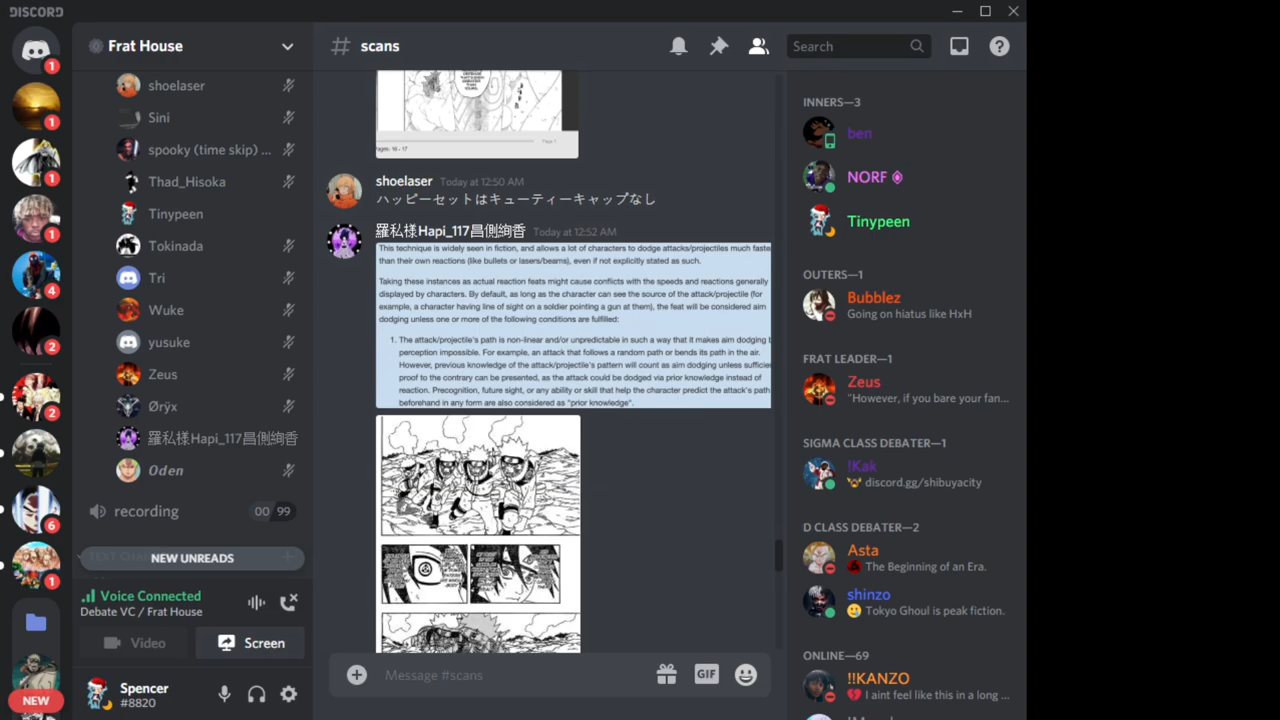 DISCORD
1
1
1
1
4
2
2
6
1
NEW
Frat House
shoelaser
Sini
spooky (time skip) ...
Thad_Hisoka
Tinypeen
Tokinada
Tri
Wuke
yusuke
Zeus
Ørÿx
羅私様Hapi_117昌側絢香
Oden
recording
00 99
NEW UNREADS
Voice Connected
Debate VC / Frat House
Video
Screen
Spencer
#8820
# scans
Search
Page 1
Pages: 16 - 17
shoelaser Today at 12:50 AM
ハッピーセットはキューティーキャップなし
羅私様Hapi_117昌側絢香 Today at 12:52 AM
This technique is widely seen in fiction, and allows a lot of characters to dodge attacks/projectiles much faste
than their own reactions (like bullets or lasers/beams), even if not explicitly stated as such.
Taking these instances as actual reaction feats might cause conflicts with the speeds and reactions generally
displayed by characters. By default, as long as the character can see the source of the attack/projectile (for
example, a character having line of sight on a soldier pointing a gun at them), the feat will be considered aim
dodging unless one or more of the following conditions are fulfilled:
1. The attack/projectile's path is non-linear and/or unpredictable in such a way that it makes aim dodging b
perception impossible. For example, an attack that follows a random path or bends its path in the air.
However, previous knowledge of the attack/projectile's pattern will count as aim dodging unless sufficie
proof to the contrary can be presented, as the attack could be dodged via prior knowledge instead of
reaction. Precognition, future sight, or any ability or skill that help the character predict the attack's path
beforehand in any form are also considered as "prior knowledge".
Message #scans
GIF
INNERS—3
ben
NORF
Tinypeen
OUTERS—1
Bubblez
Going on hiatus like HxH
FRAT LEADER—1
Zeus
"However, if you bare your fan...
SIGMA CLASS DEBATER—1
!Kak
discord.gg/shibuyacity
D CLASS DEBATER—2
Asta
The Beginning of an Era.
shinzo
Tokyo Ghoul is peak fiction.
ONLINE—69
!!KANZO
I aint feel like this in a long ...